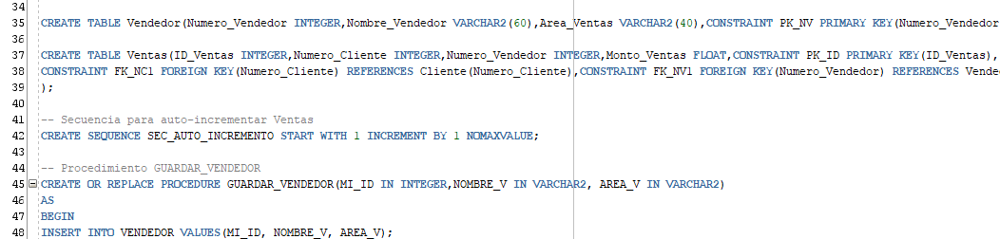 34
35 CREATE TABLE Vendedor(Numero_Vendedor INTEGER,Nombre_Vendedor VARCHAR2(60),Area_Ventas VARCHAR2(40),CONSTRAINT PK_NV PRIMARY KEY(Numero_Vendedor
36
37 CREATE TABLE Ventas(ID_Ventas INTEGER,Numero_Cliente INTEGER,Numero_Vendedor INTEGER,Monto_Ventas FLOAT,CONSTRAINT PK_ID PRIMARY KEY(ID_Ventas),
38 CONSTRAINT FK_NC1 FOREIGN KEY(Numero_Cliente) REFERENCES Cliente(Numero_Cliente),CONSTRAINT FK_NV1 FOREIGN KEY(Numero_Vendedor) REFERENCES Vende
39 );
40
41 -- Secuencia para auto-incrementar Ventas
42 CREATE SEQUENCE SEC_AUTO_INCREMENTO START WITH 1 INCREMENT BY 1 NOMAXVALUE;
43
44 -- Procedimiento GUARDAR_VENDEDOR
45 CREATE OR REPLACE PROCEDURE GUARDAR_VENDEDOR(MI_ID IN INTEGER,NOMBRE_V IN VARCHAR2, AREA_V IN VARCHAR2)
46 AS
47 BEGIN
48 INSERT INTO VENDEDOR VALUES(MI_ID, NOMBRE_V, AREA_V);